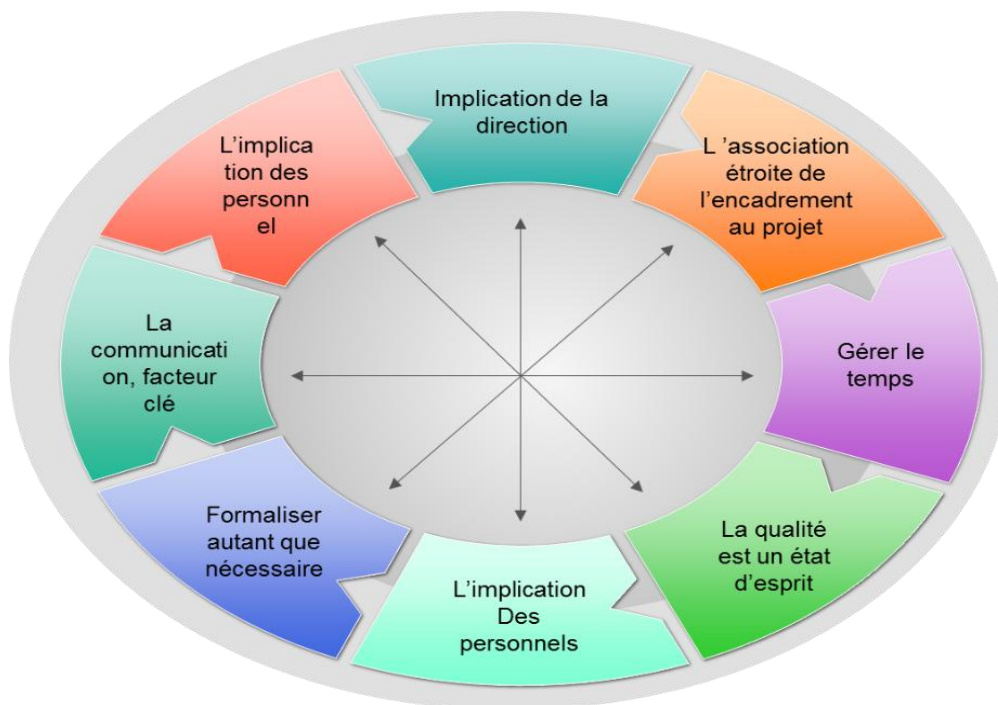 Implication de la
direction
L ’association
étroite de
l’encadrement
au projet
Gérer le
temps
La qualité
est un état
d’esprit
L’implication
Des
personnels
Formaliser
autant que
nécessaire
La
communicati
on, facteur
clé
L’implica
tion des
personn
el